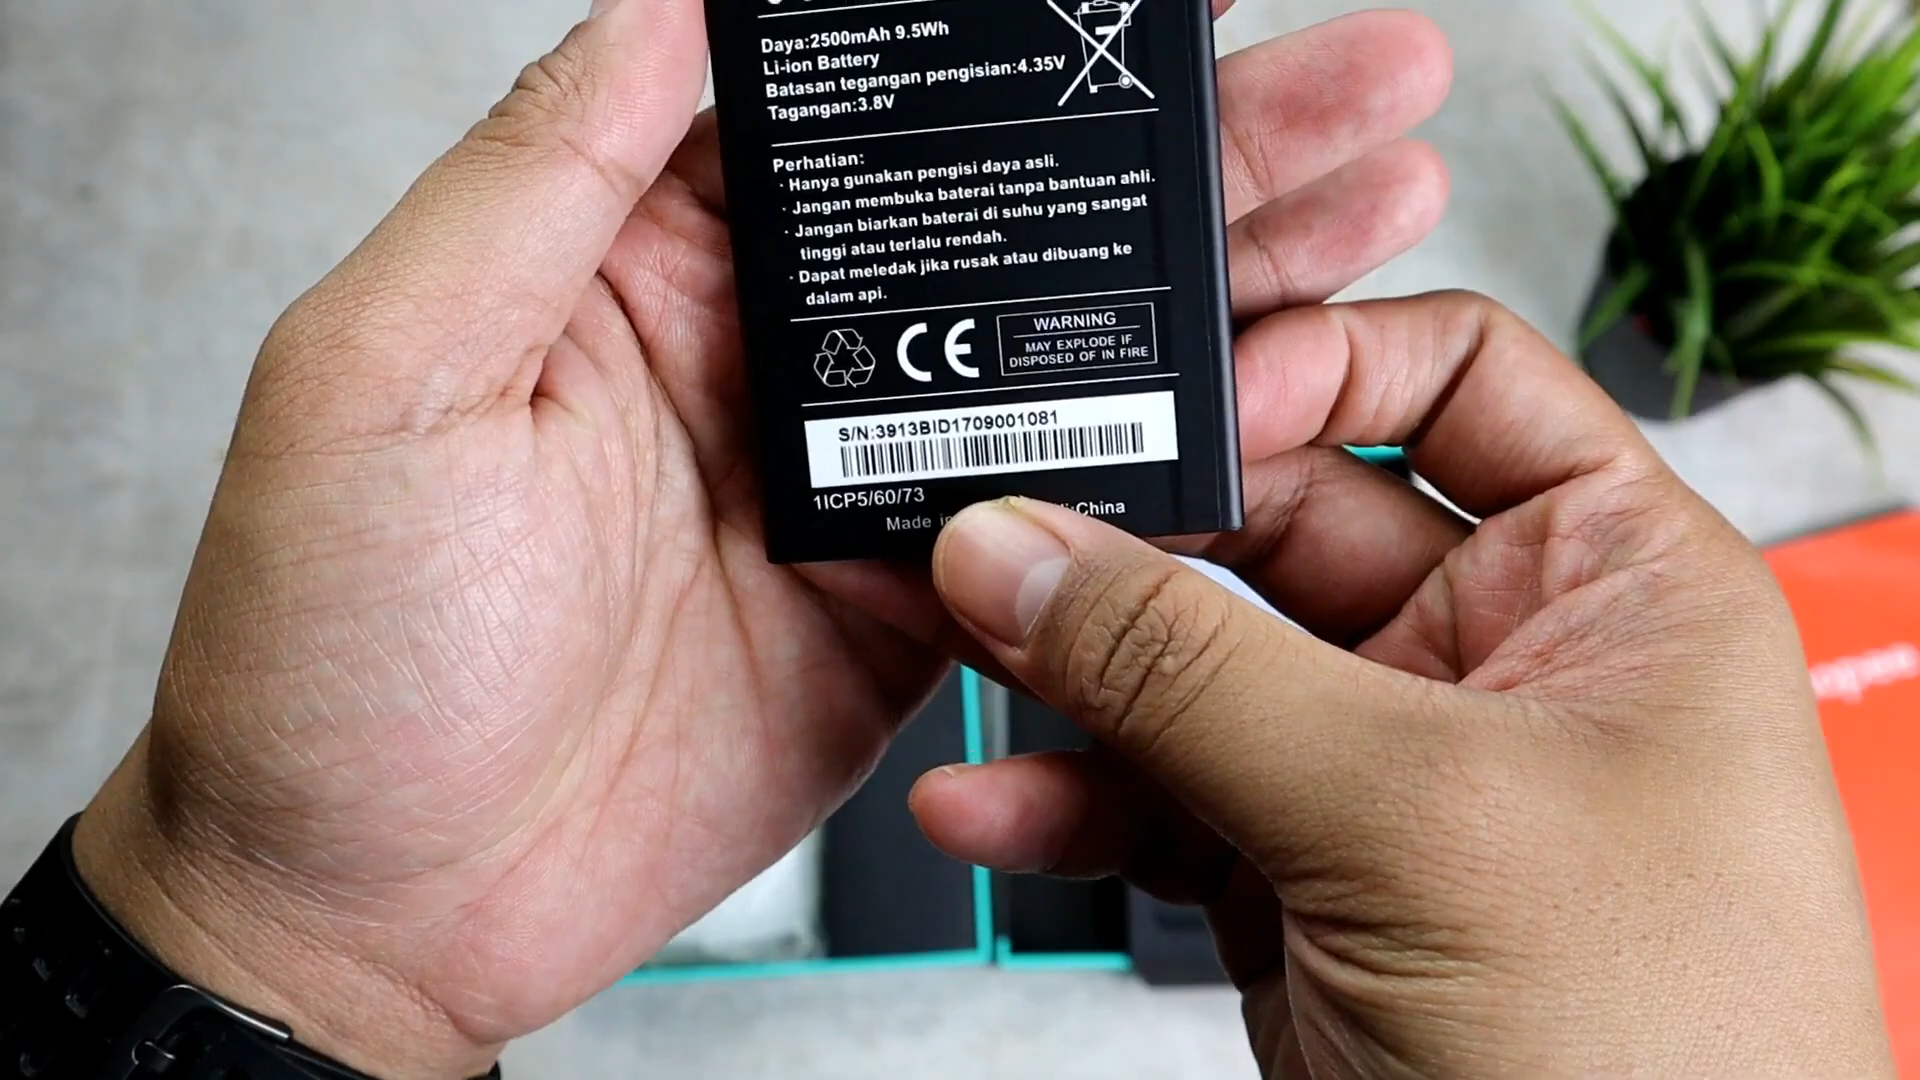 Daya:2500mAh 9.5Wh
Li-ion Battery
Batasan tegangan pengisian:4.35V
Tagangan:3.8V
Perhatian:
· Hanya gunakan pengisi daya asli.
· Jangan membuka baterai tanpa bantuan ahli.
· Jangan biarkan baterai di suhu yang sangat
tinggi atau terlalu rendah.
· Dapat meledak jika rusak atau dibuang ke
dalam api.
CE
WARNING
MAY EXPLODE IF
DISPOSED OF IN FIRE
S/N:3913BID1709001081
1ICP5/60/73
Made China